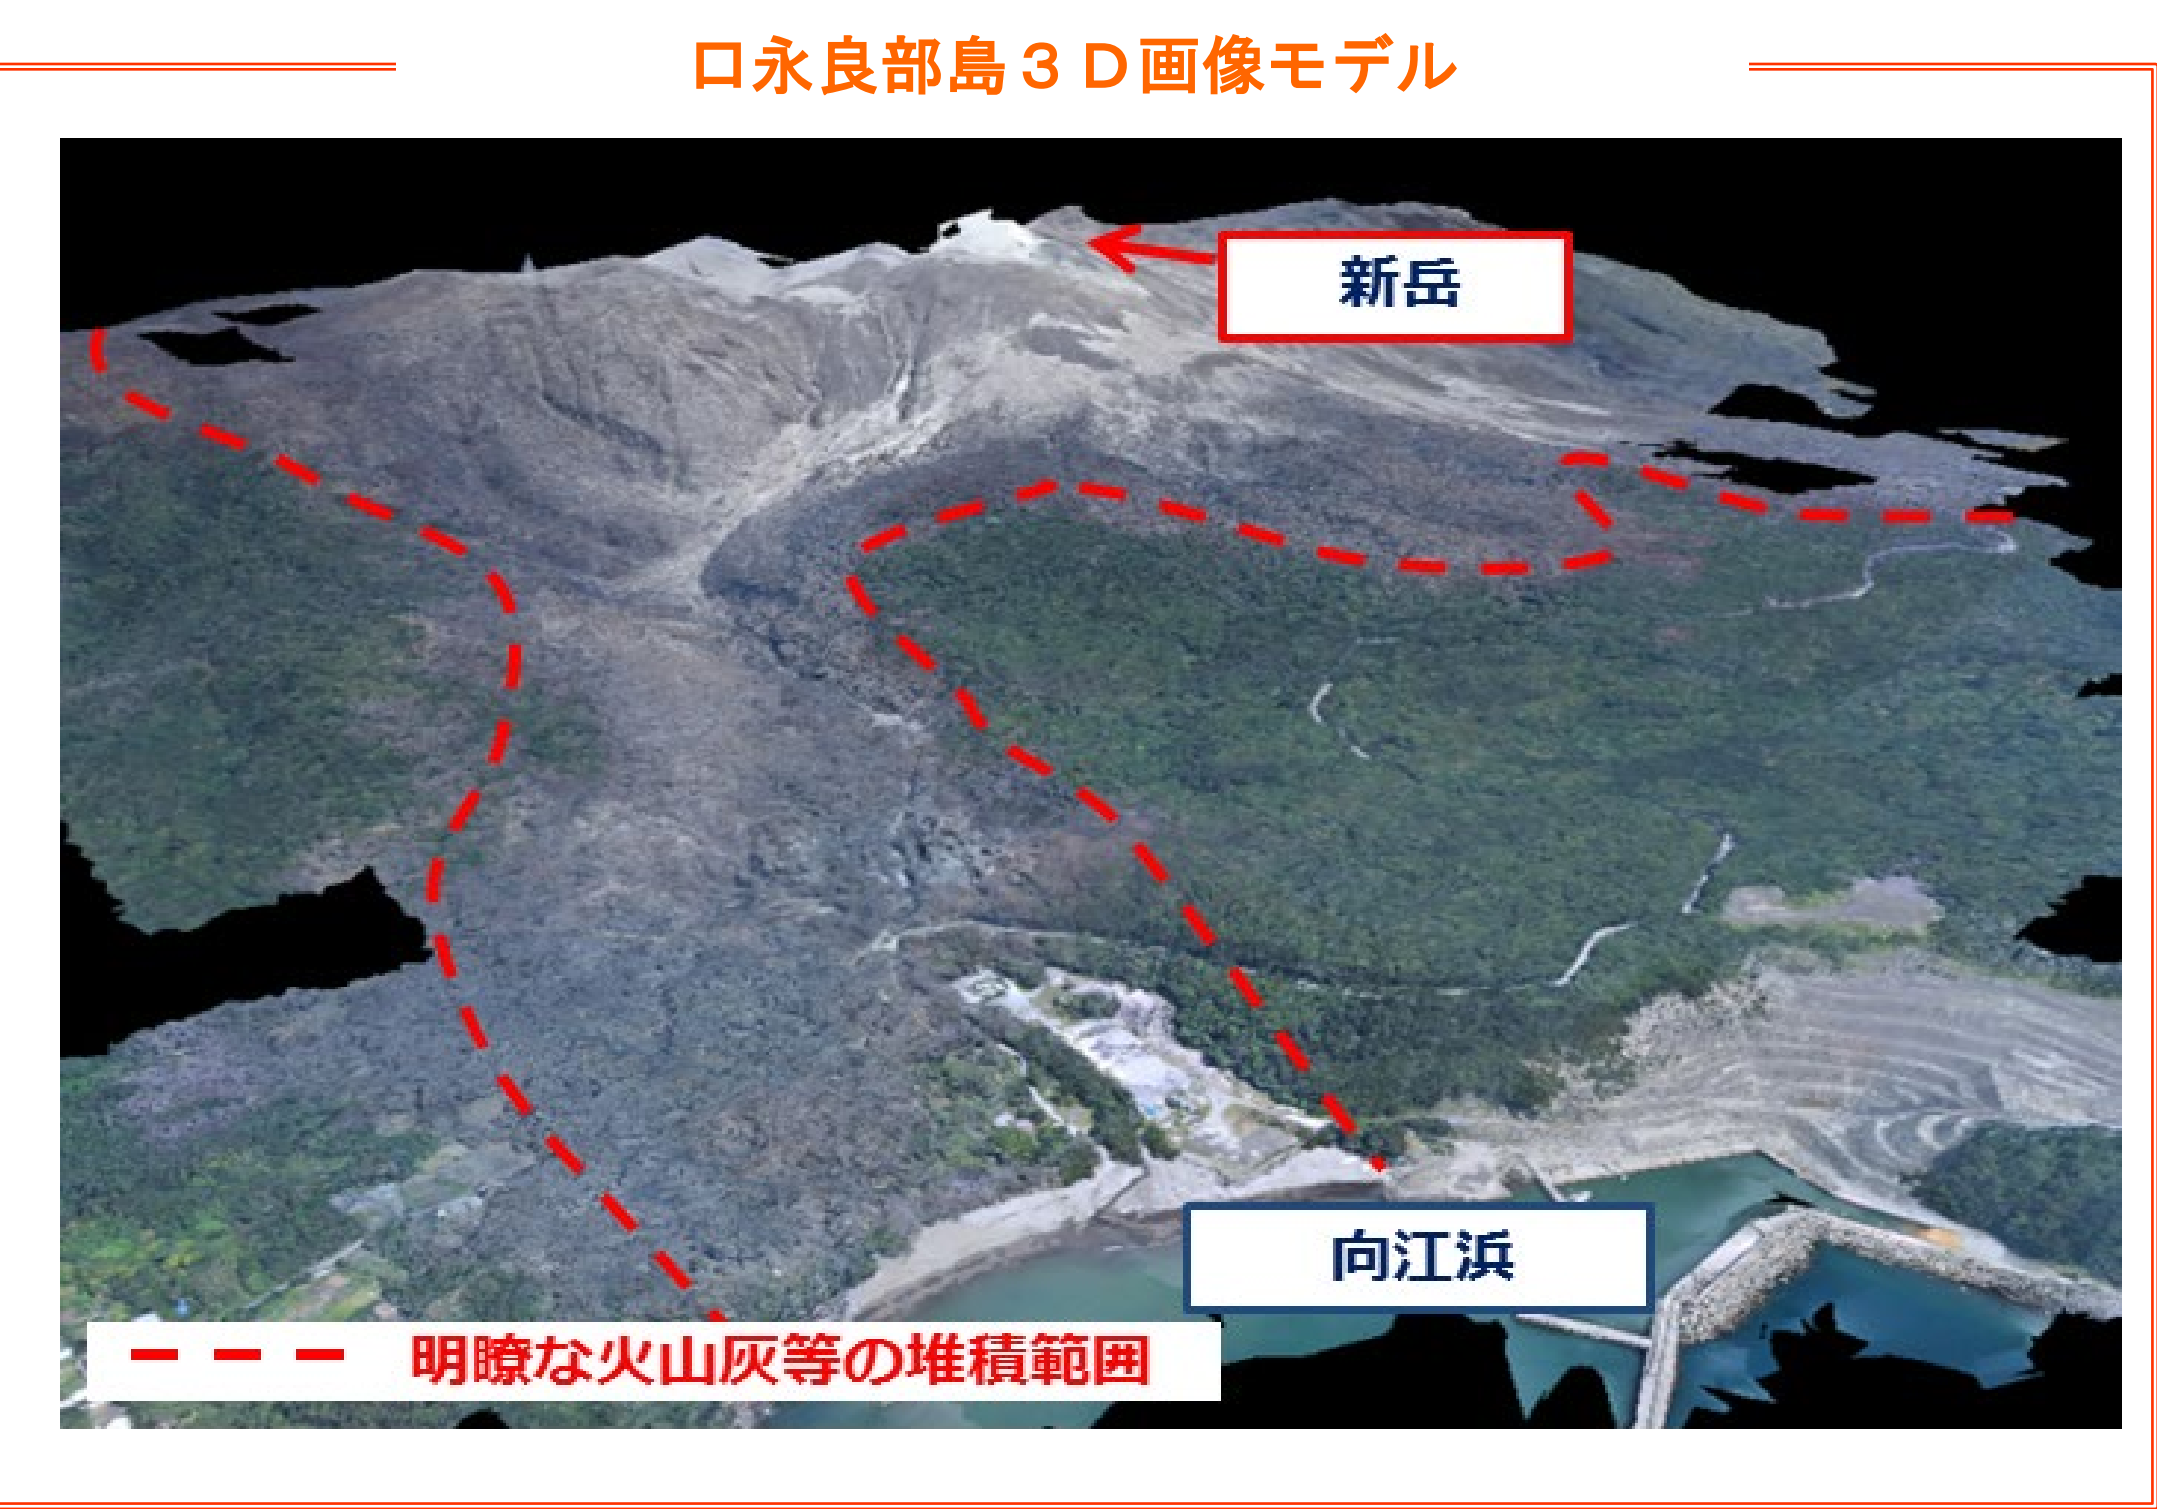 口永良部島３Ｄ画像モデル
新岳
向江浜
明瞭な火山灰等の堆積範囲